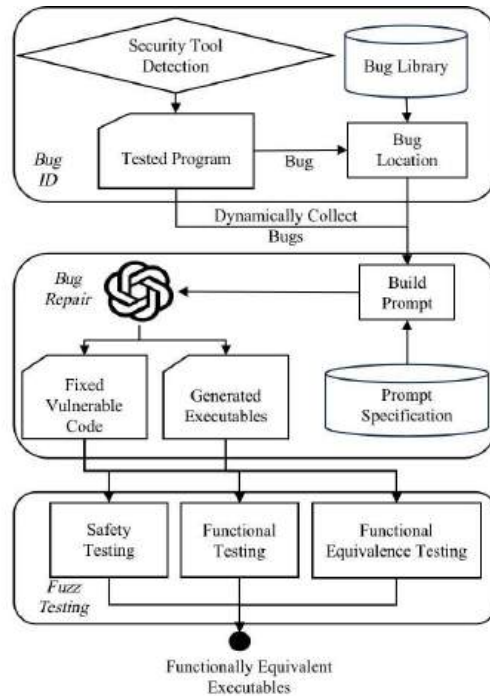 Security Tool
Detection
Bug Library
Tested Program
Bug
Bug
Location
Bug
ID
Dynamically Collect
Bugs
Bug
Repair
Build
Prompt
Fixed
Vulnerable
Code
Generated
Executables
Prompt
Specification
Safety
Testing
Functional
Testing
Functional
Equivalence Testing
Fuzz
Testing
Functionally Equivalent
Executables